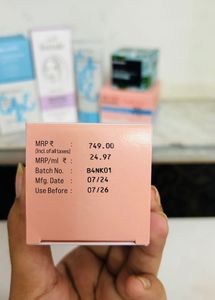 MRP ₹ : 749.00
(Incl. of all taxes)
MRP/ml ₹ : 24.97
Batch No. : B4NK01
Mfg. Date : 07/24
Use Before : 07/26